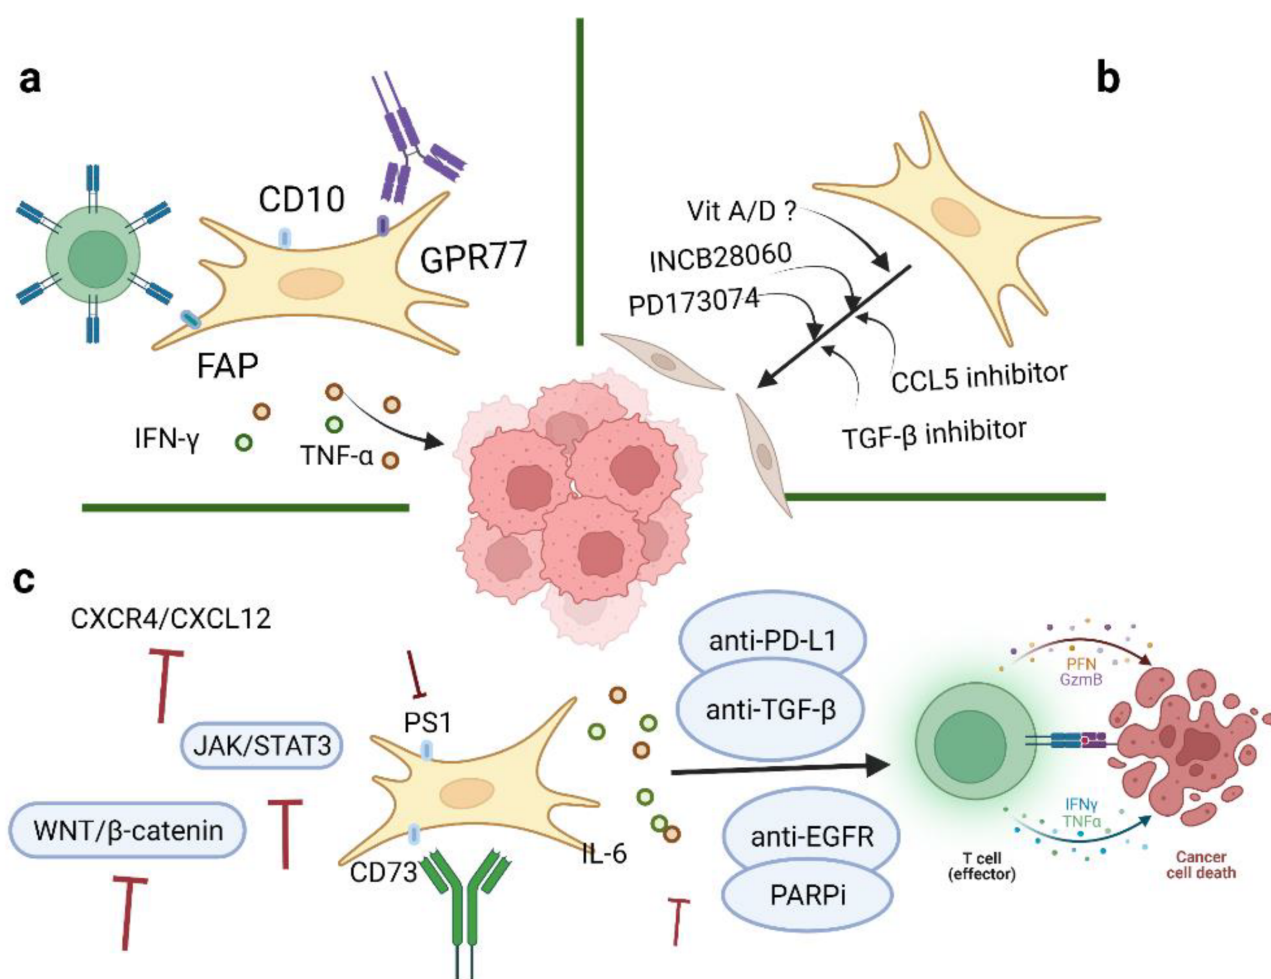 a
CD10
GPR77
FAP
IFN-γ
TNF-α
b
Vit A/D ?
INCB28060
PD173074
CCL5 inhibitor
TGF-β inhibitor
c
CXCR4/CXCL12
JAK/STAT3
WNT/β-catenin
PS1
CD73
IL-6
anti-PD-L1
anti-TGF-β
anti-EGFR
PARPi
PFN
GzmB
IFNγ
TNFα
T cell
(effector)
Cancer
cell death